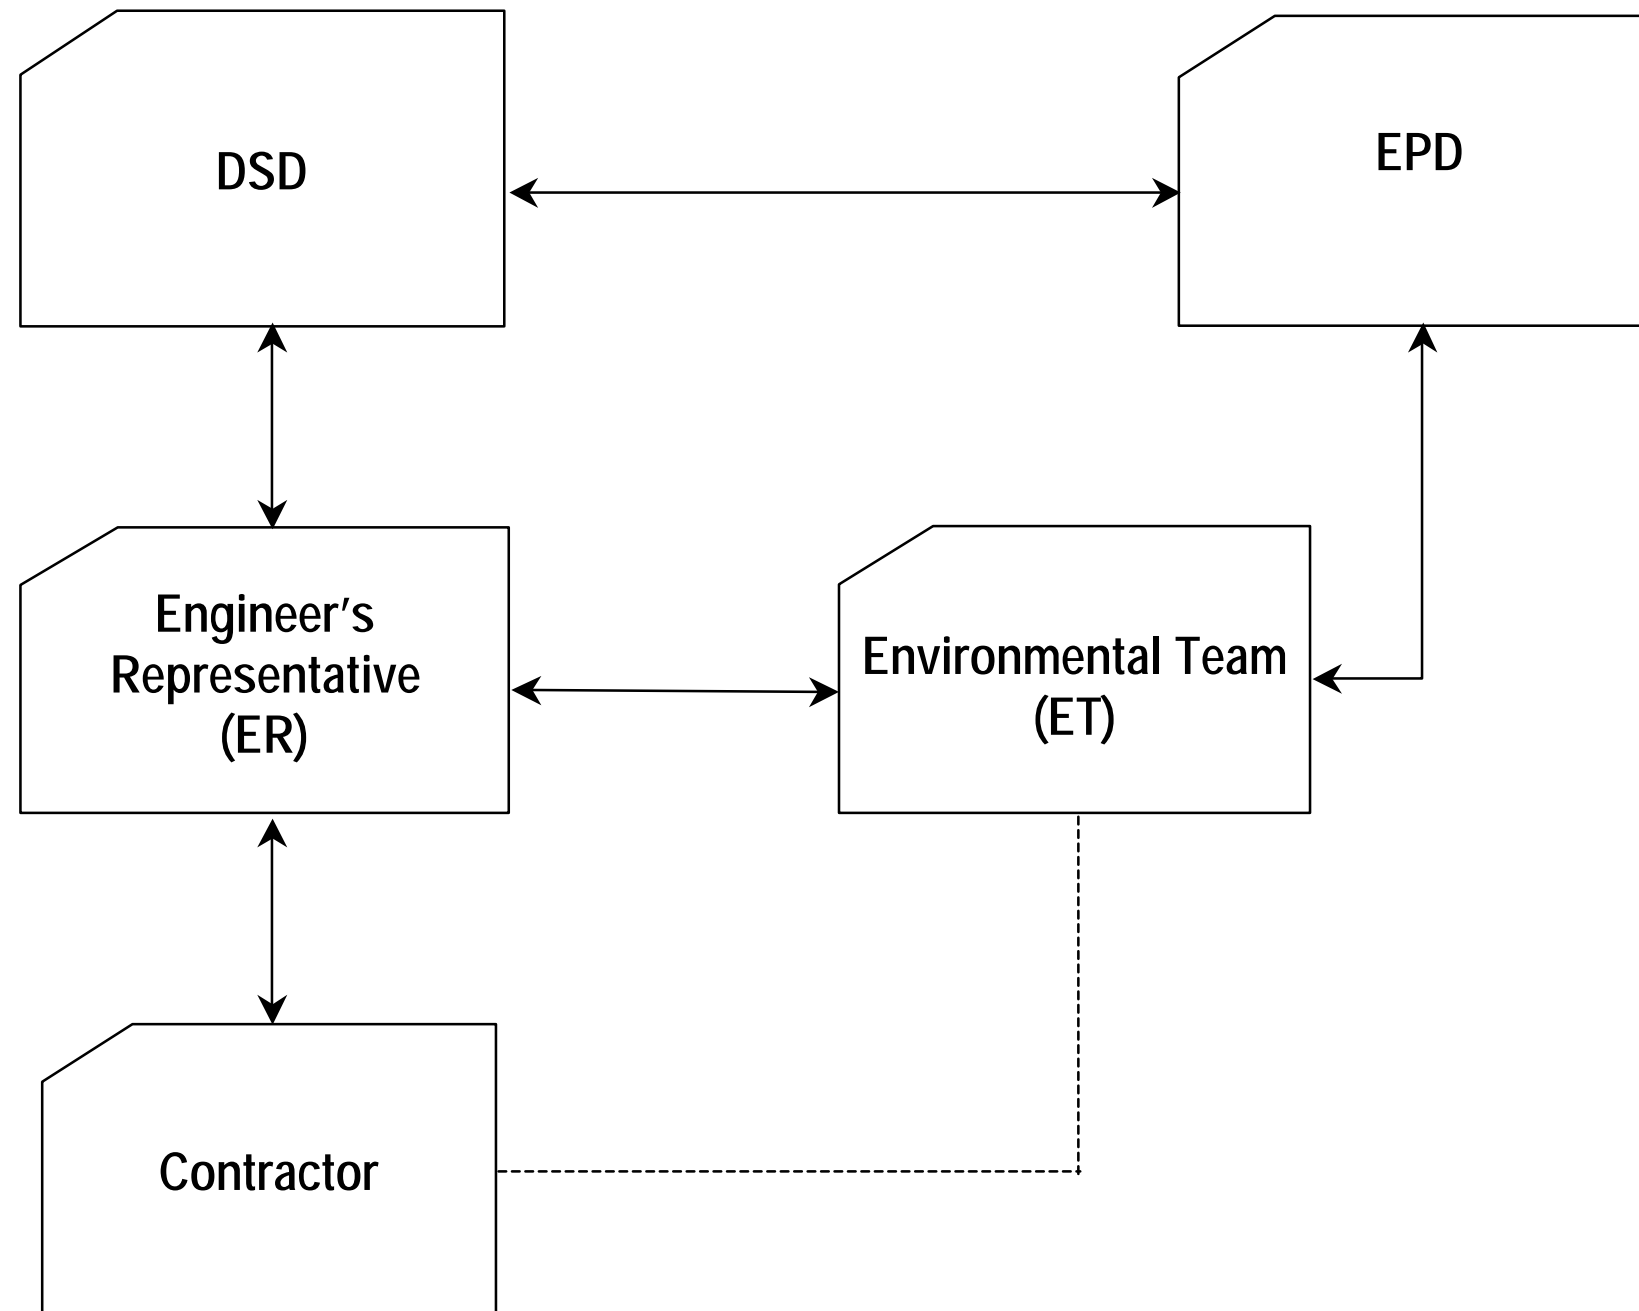 DSD
EPD
Engineer's
Representative
(ER)
Environmental Team
(ET)
Contractor